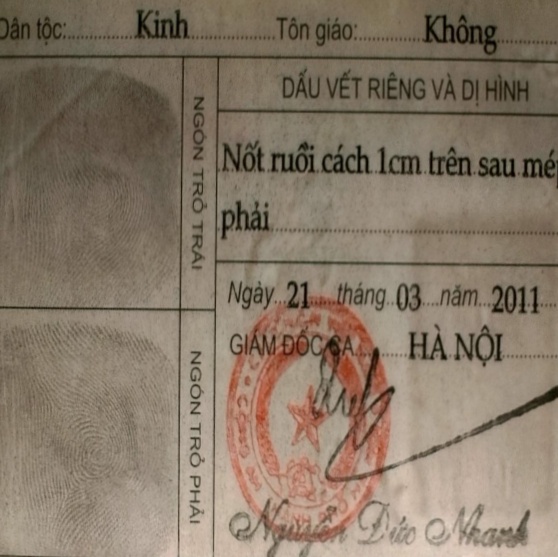 Dân tộc: Kinh Tôn giáo: Không
DẤU VẾT RIÊNG VÀ DỊ HÌNH
NGÓN TRỎ TRÁI
Nốt ruồi cách 1cm trên sau mép
phải
Ngày 21 tháng 03 năm 2011
GIÁM ĐỐC CA HÀ NỘI
NGÓN TRỎ PHẢI
Nguyễn Đức Nhanh